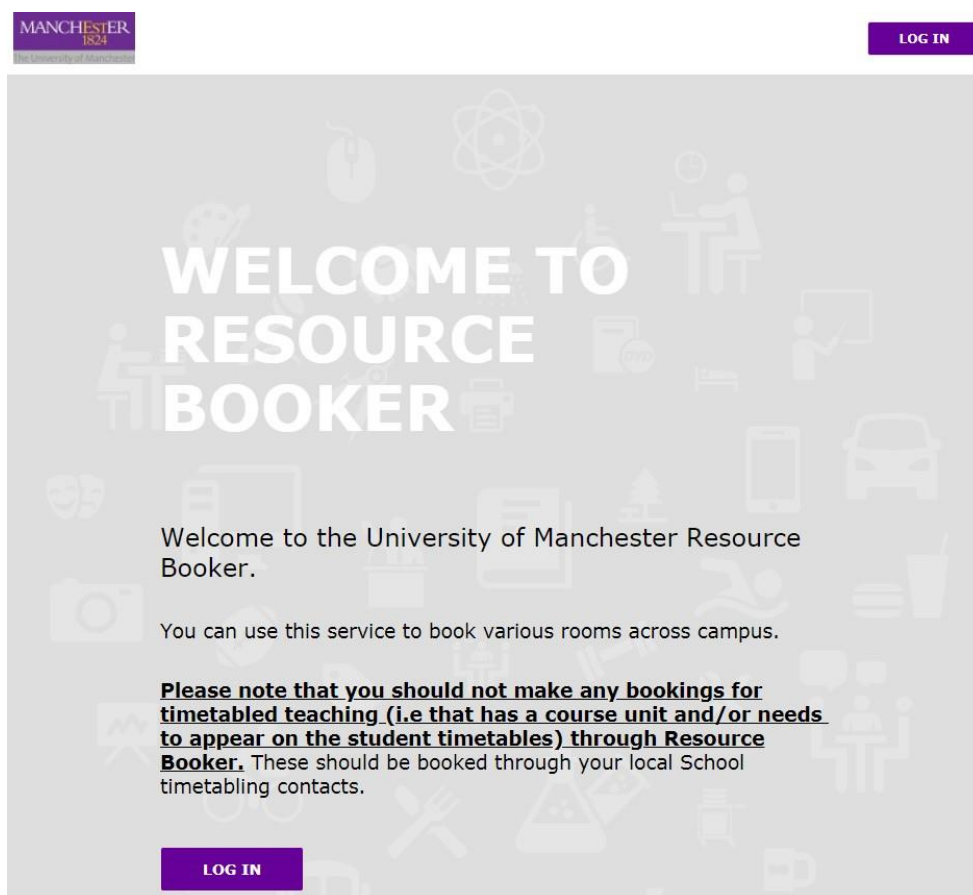 MANCHESTER
1824
The University of Manchester
LOG IN
WELCOME TO
RESOURCE
BOOKER
DVD
Welcome to the University of Manchester Resource
Booker.
You can use this service to book various rooms across campus.
Please note that you should not make any bookings for
timetabled teaching (i.e that has a course unit and/or needs
to appear on the student timetables) through Resource
Booker. These should be booked through your local School
timetabling contacts.
LOG IN